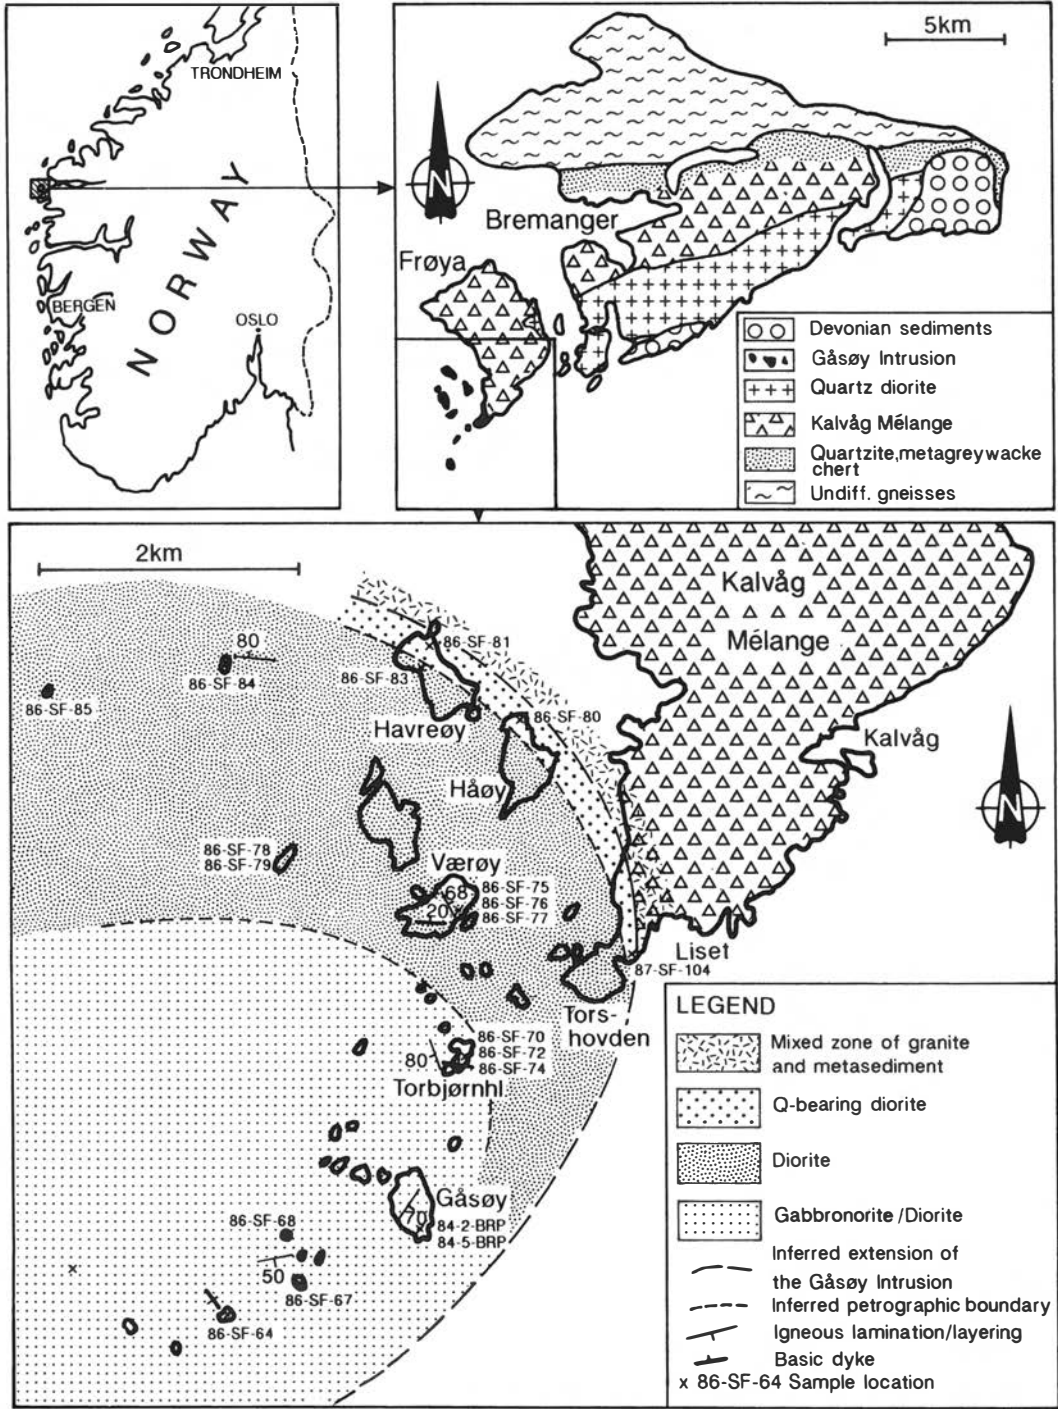 TRONDHEIM
NORWAY
BERGEN
OSLO
5km
N
Bremanger
Frøya
Devonian sediments
Gåsøy Intrusion
Quartz diorite
Kalvåg Mélange
Quartzite, metagreywacke
chert
Undiff. gneisses
2km
Kalvåg
Mélange
80
86-SF-81
86-SF-84
86-SF-83
86-SF-85
86-SF-80
Havreøy
Kalvåg
Håøy
N
86-SF-78
86-SF-79
Værøy
68
86-SF-75
86-SF-76
20
86-SF-77
Liset
87-SF-104
Tors-
hovden
86-SF-70
86-SF-72
80
86-SF-74
Torbjørnhl
Gåsøy
70
84-2-BRP
84-5-BRP
86-SF-68
50
86-SF-67
86-SF-64
LEGEND
Mixed zone of granite
and metasediment
Q-bearing diorite
Diorite
Gabbronorite/Diorite
Inferred extension of
the Gåsøy Intrusion
Inferred petrographic boundary
Igneous lamination/layering
Basic dyke
x 86-SF-64 Sample location